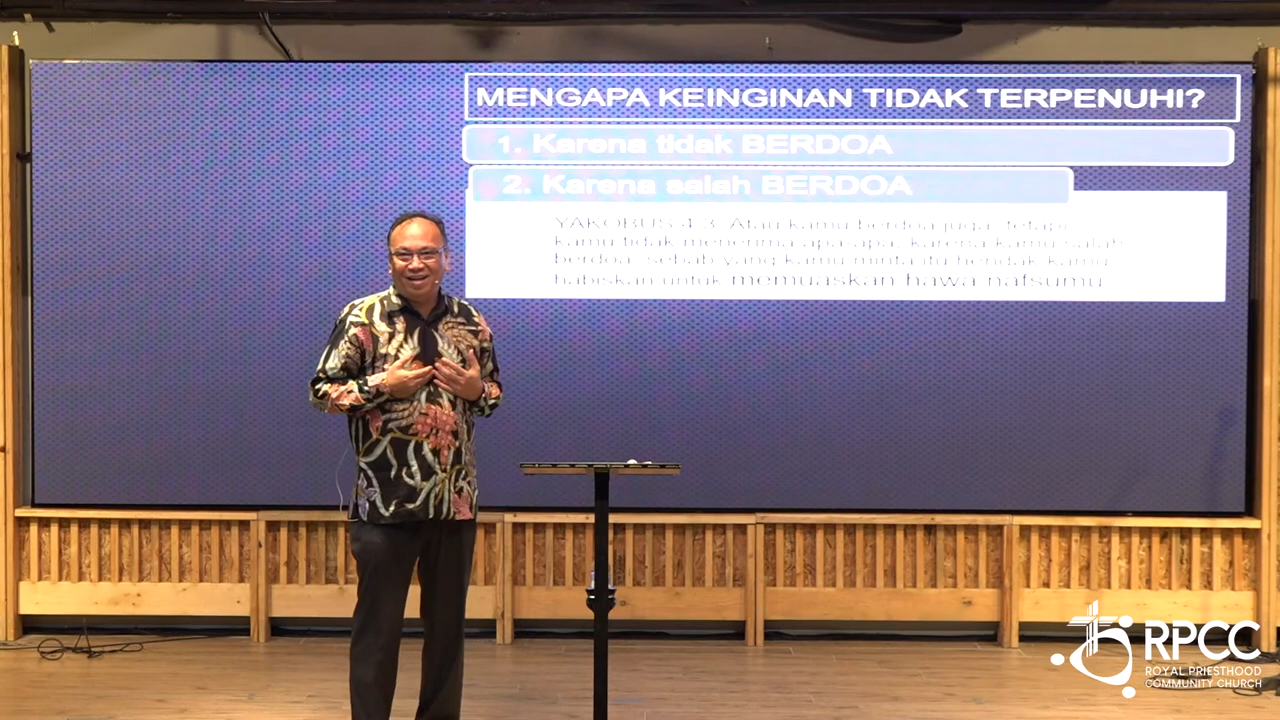 MENGAPA KEINGINAN TIDAK TERPENUHI?
1. Karena tidak BERDOA
2. Karena salah BERDOA
YAKOBUS 4:3 Atau kamu berdoa juga, tetapi
kamu tidak menerima apa-apa, karena kamu salah
berdoa, sebab yang kamu minta itu hendak kamu
habiskan untuk memuaskan hawa nafsumu
RPCC
ROYAL PRIESTHOOD
COMMUNITY CHURCH